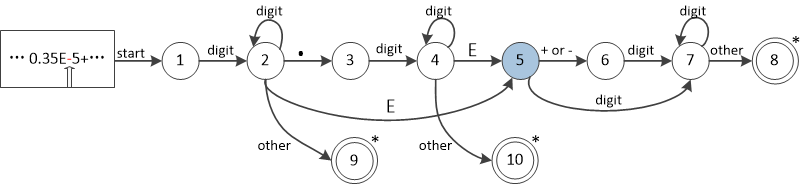 digit digit digit
··· 0.35E-5+··· start 1 digit 2 . 3 digit 4 E 5 + or - 6 digit 7 other 8 *
E digit
other 9 * other 10 *